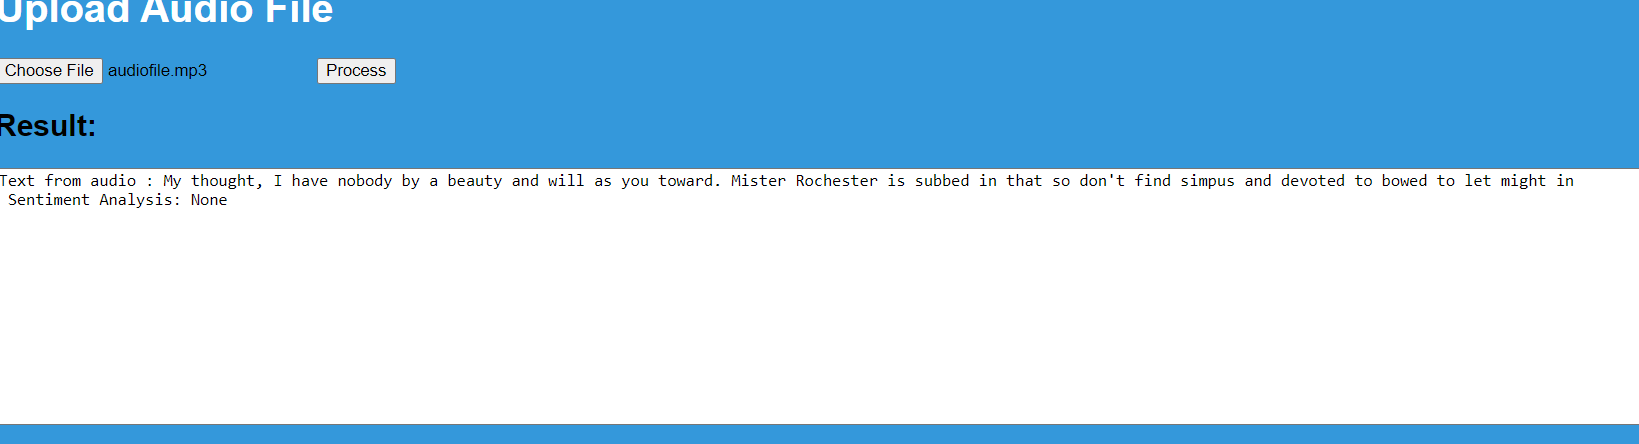 Upload Audio File
Choose File audiofile.mp3 Process
Result:
Text from audio : My thought, I have nobody by a beauty and will as you toward. Mister Rochester is subbed in that so don't find simpus and devoted to bowed to let might in
Sentiment Analysis: None